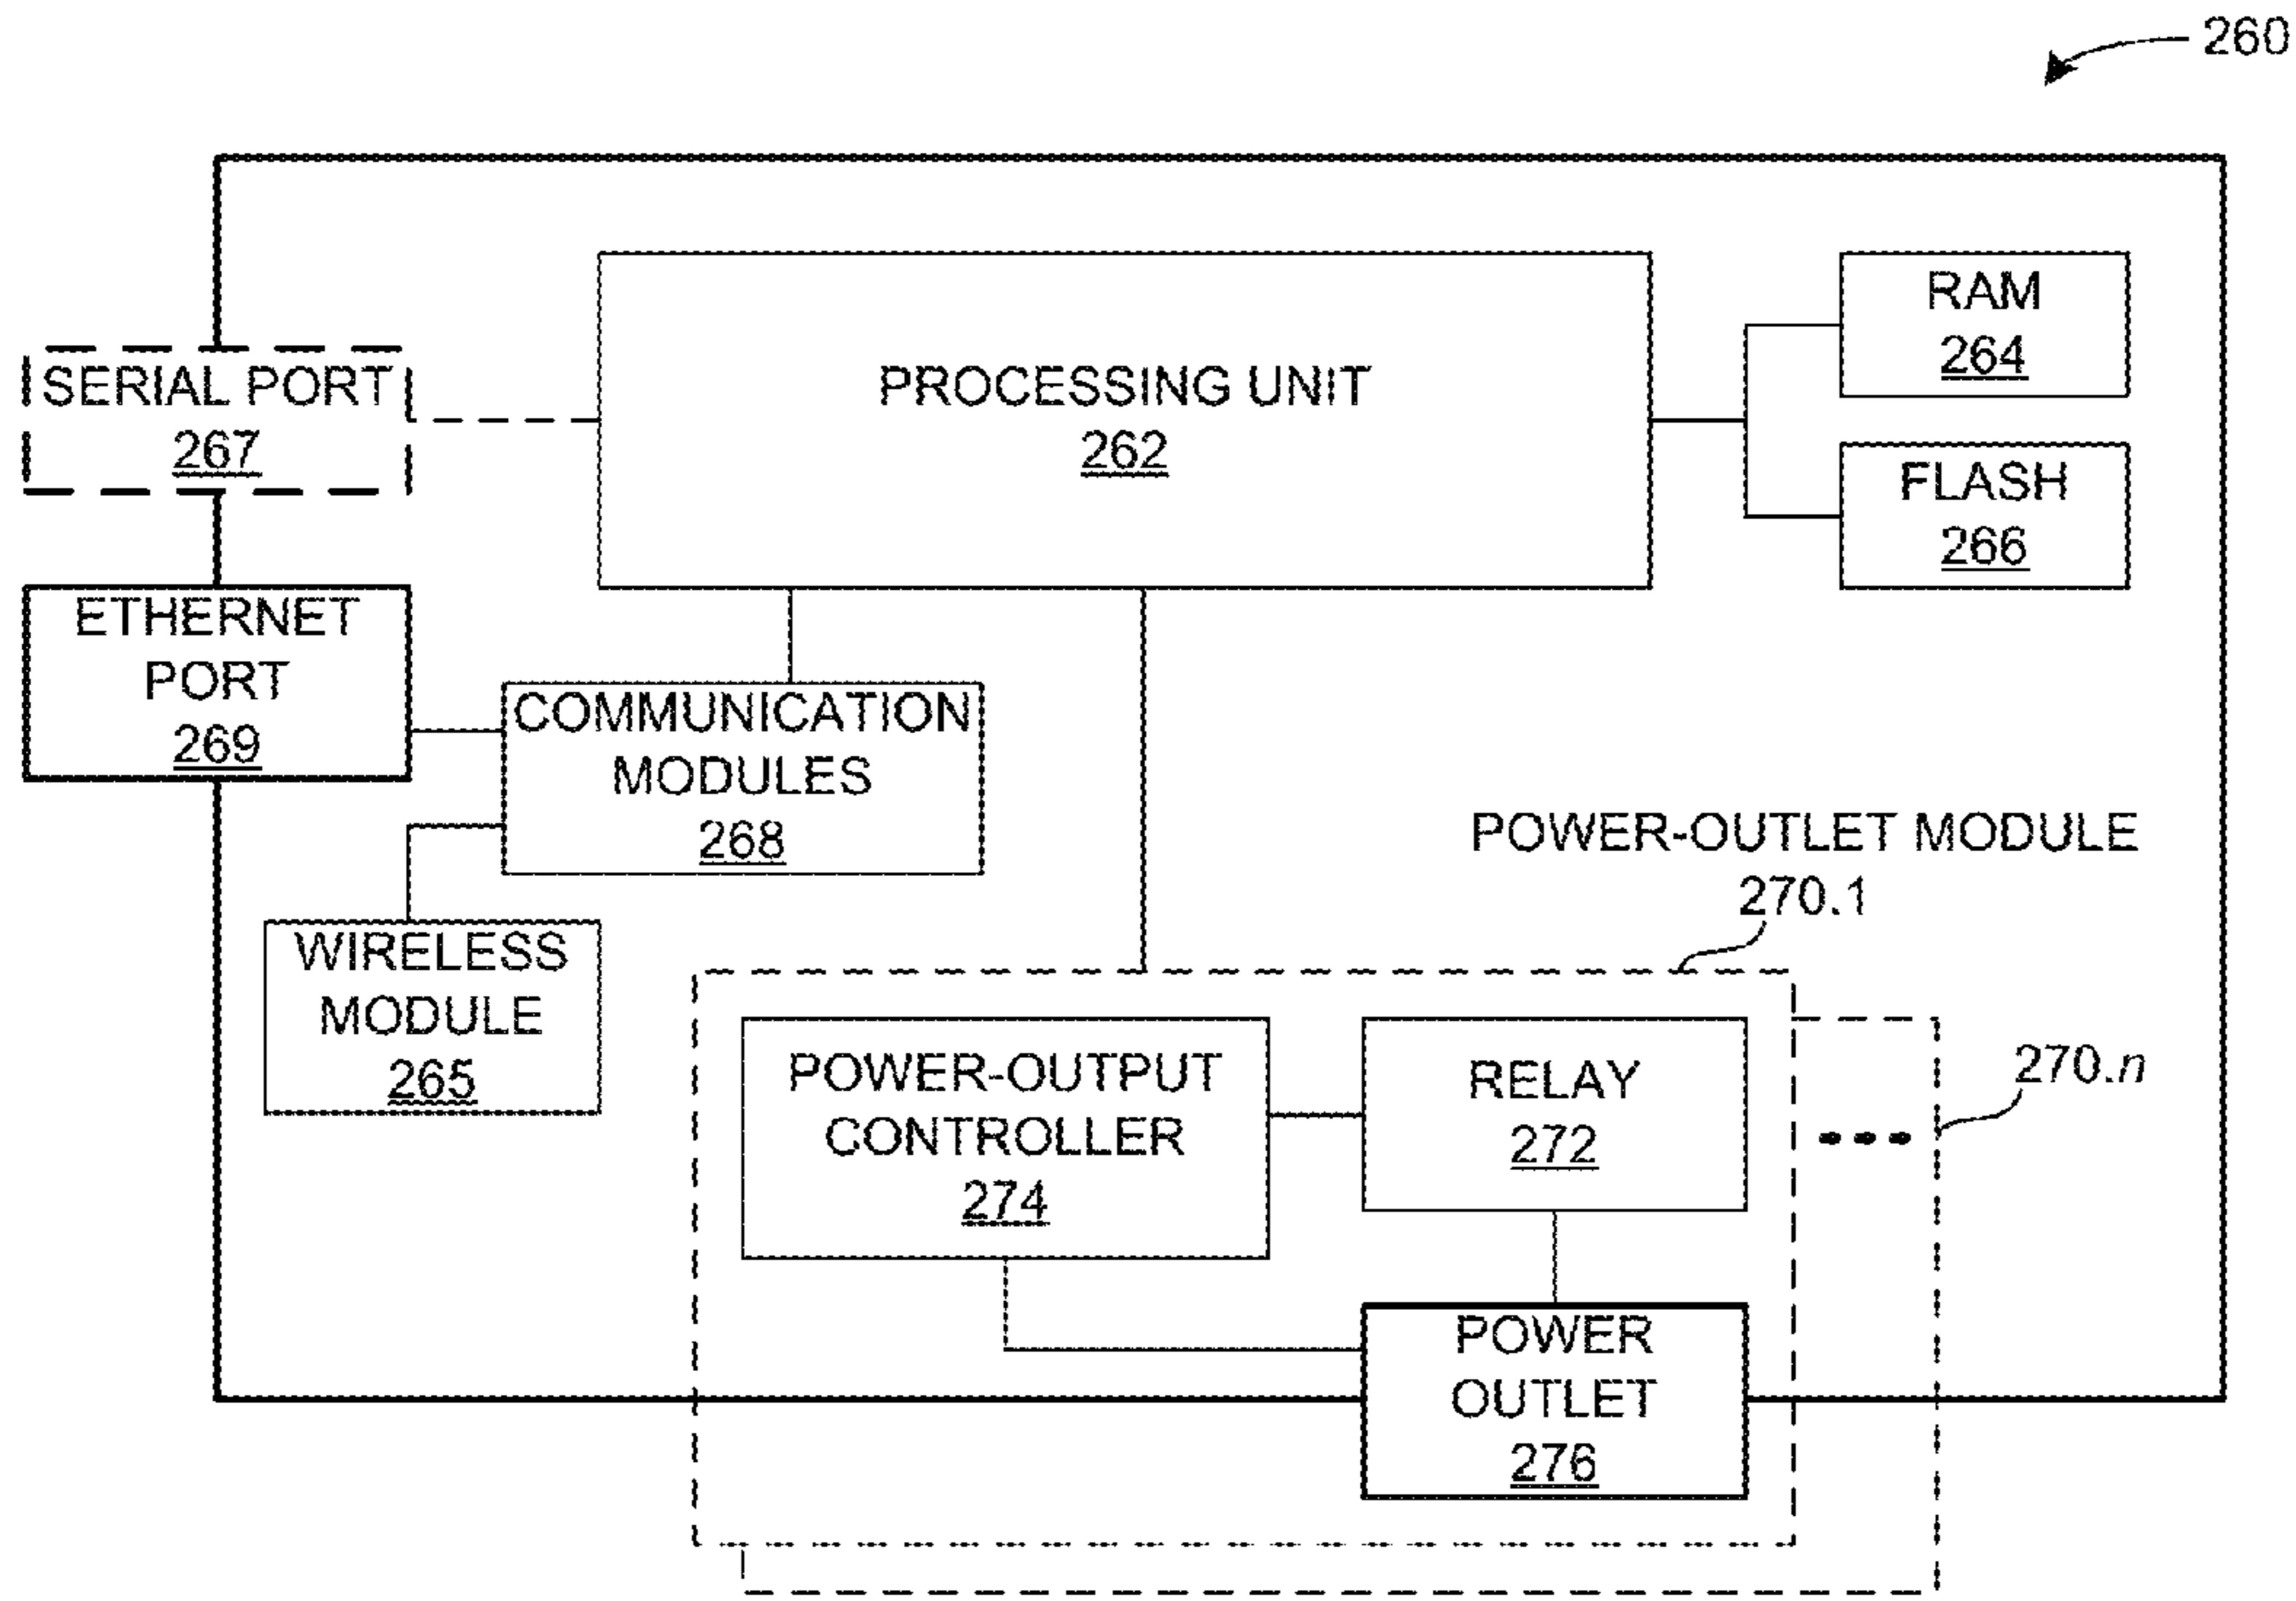 260
PROCESSING UNIT
262
RAM
264
FLASH
266
SERIAL PORT
267
ETHERNET
PORT
269
COMMUNICATION
MODULES
268
WIRELESS
MODULE
265
POWER-OUTLET MODULE
270.1
POWER-OUTPUT
CONTROLLER
274
RELAY
272
270.n
POWER
OUTLET
276